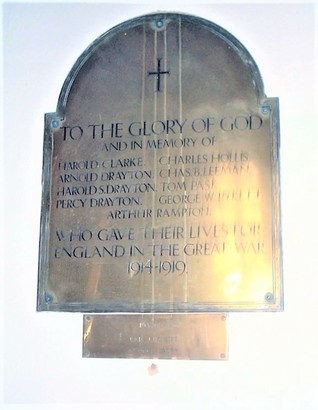 TO THE GLORY OF GOD
AND IN MEMORY OF
HAROLD CLARKE. CHARLES HOLLIS.
ARNOLD DRAYTON. CHAS. B. LEEMAN.
HAROLD S. DRAYTON. TOM PASK.
PERCY DRAYTON. GEORGE W.
ARTHUR RAMPTON.
WHO GAVE THEIR LIVES FOR
ENGLAND IN THE GREAT WAR
1914-1919.